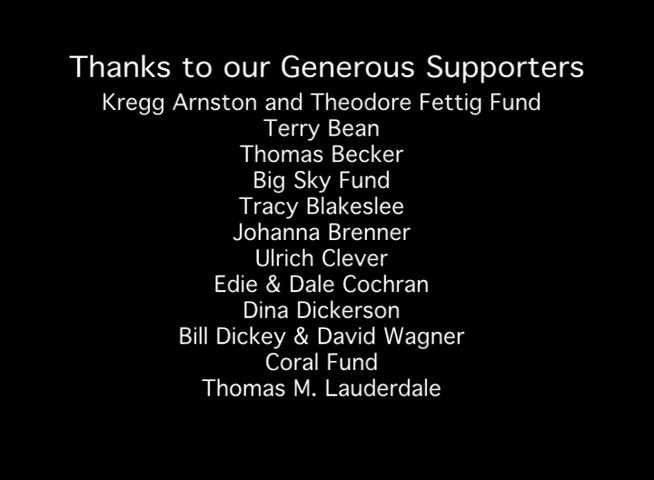 Thanks to our Generous Supporters
Kregg Arnston and Theodore Fettig Fund
Terry Bean
Thomas Becker
Big Sky Fund
Tracy Blakeslee
Johanna Brenner
Ulrich Clever
Edie & Dale Cochran
Dina Dickerson
Bill Dickey & David Wagner
Coral Fund
Thomas M. Lauderdale